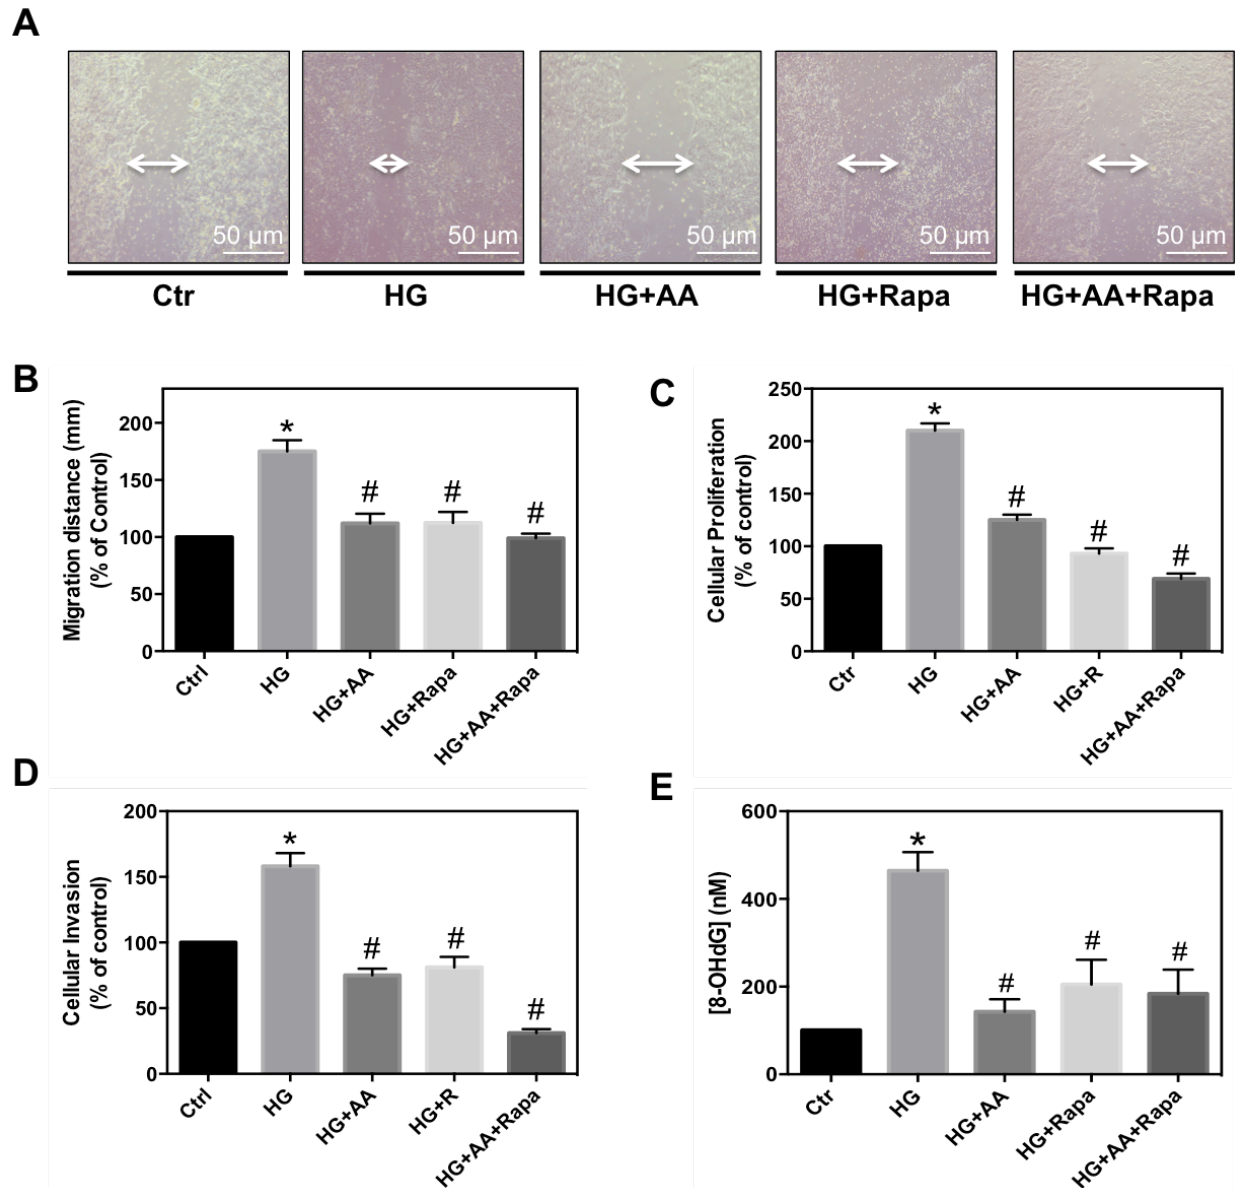 A
50 µm
50 µm
50 µm
50 µm
50 µm
Ctr
HG
HG+AA
HG+Rapa
HG+AA+Rapa
B
Migration distance (mm)
(% of Control)
200
150
100
50
0
*
#
#
#
Ctrl
HG
HG+AA
HG+Rapa
HG+AA+Rapa
C
Cellular Proliferation
(% of control)
250
200
150
100
50
0
*
#
#
#
Ctr
HG
HG+AA
HG+R
HG+AA+Rapa
D
Cellular Invasion
(% of control)
200
150
100
50
0
*
#
#
#
Ctrl
HG
HG+AA
HG+R
HG+AA+Rapa
E
[8-OHdG] (nM)
600
400
200
0
*
#
#
#
Ctr
HG
HG+AA
HG+Rapa
HG+AA+Rapa